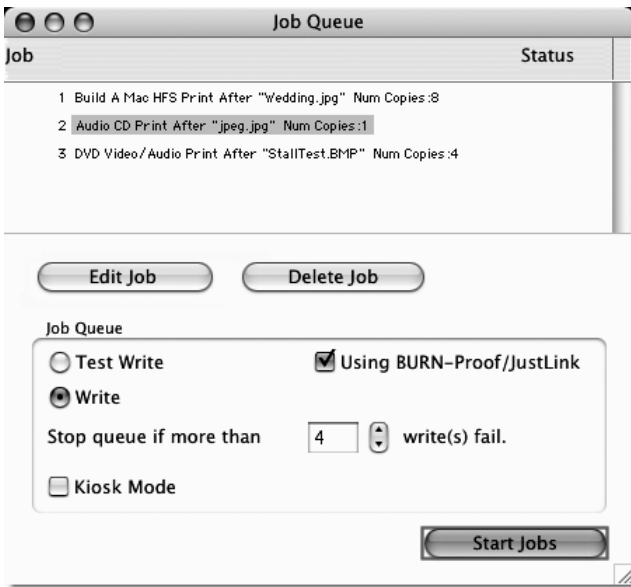 Job Queue
Job Status
1 Build A Mac HFS Print After "Wedding.jpg" Num Copies:8
2 Audio CD Print After "jpeg.jpg" Num Copies:1
3 DVD Video/Audio Print After "StallTest.BMP" Num Copies:4
Edit Job Delete Job
Job Queue
Test Write Using BURN-Proof/JustLink
Write
Stop queue if more than 4 write(s) fail.
Kiosk Mode
Start Jobs